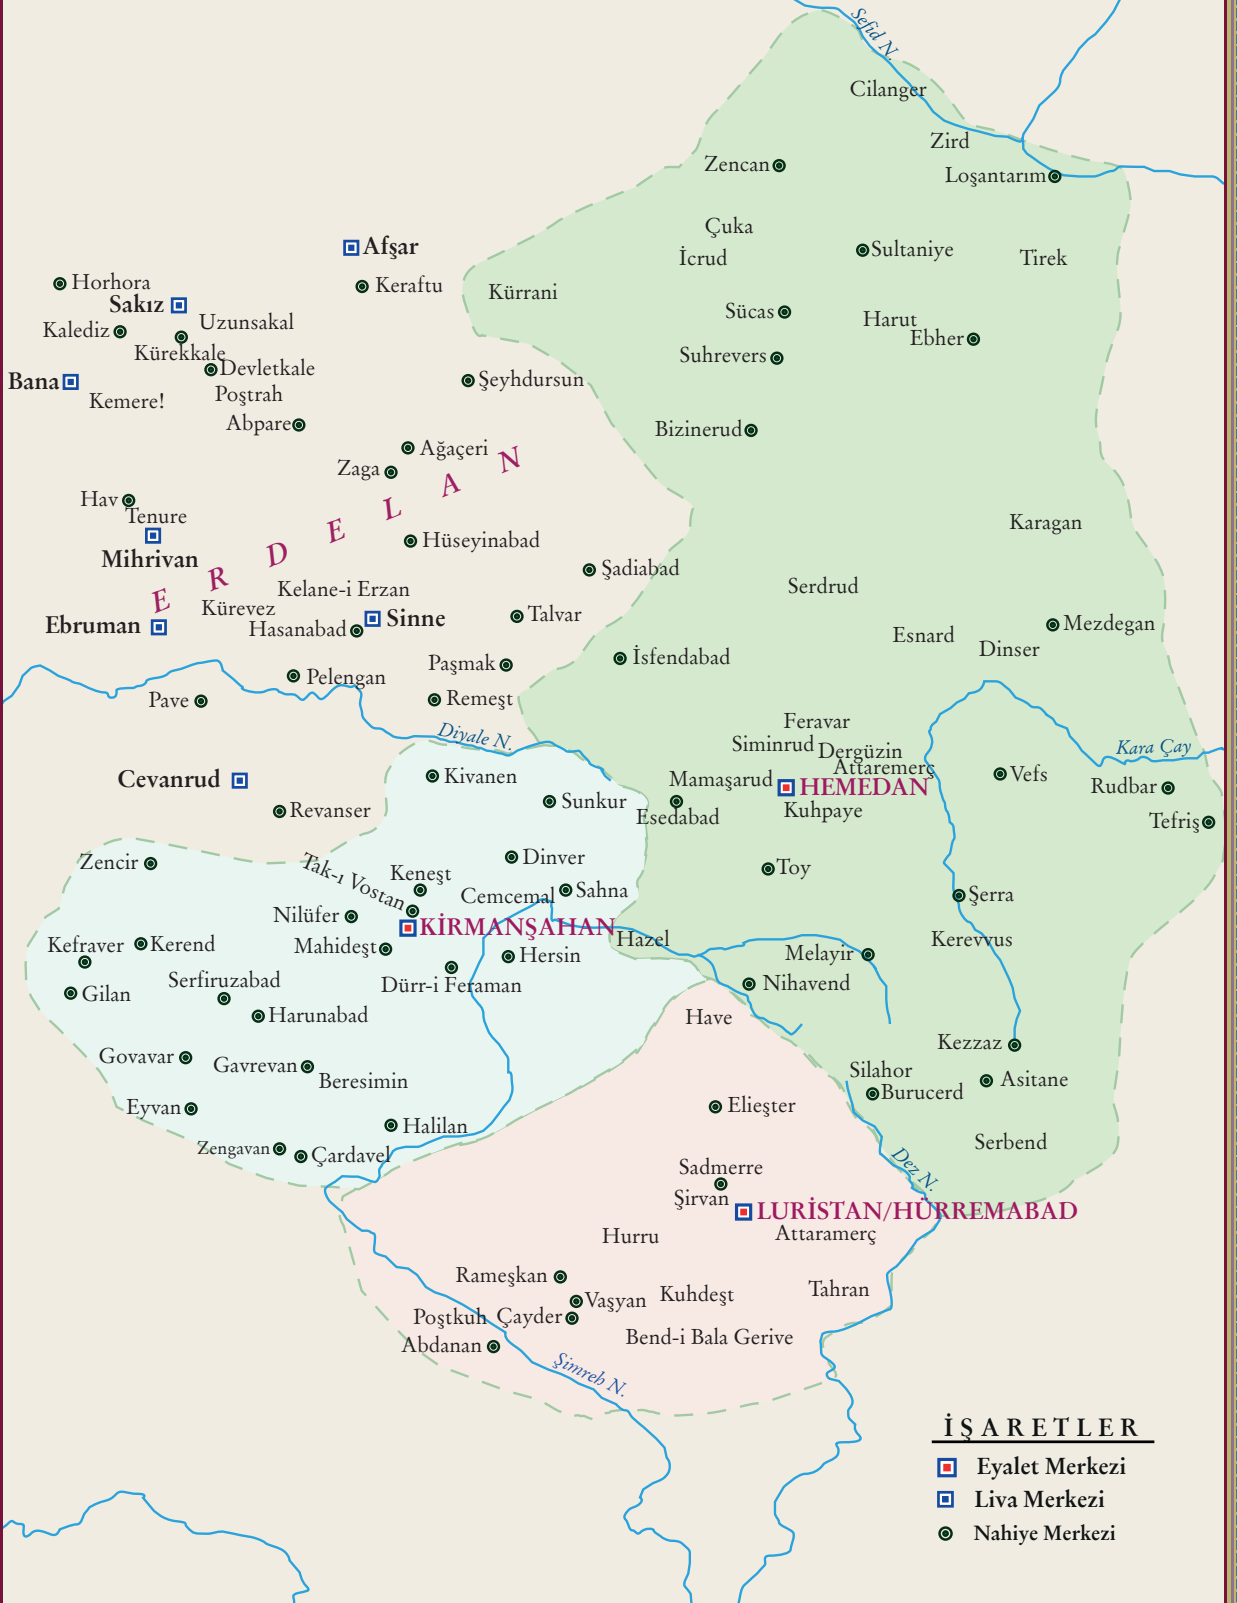 Sefid N.
Cilanger
Zird
Zencan
Loşantarım
Çuka
İcrud
Sultaniye
Tirek
Afşar
Keraftu
Horhora
Sakız
Kürrani
Uzunsakal
Kalediz
Kürekkale
Sücas
Harut
Ebher
Suhrevers
Devletkale
Bana
Kemere!
Poştrah
Şeyhdursun
Abpare
Bizinerud
Ağaçeri
Zaga
ERDELAN
Hav
Tenure
Mihrivan
Hüseyinabad
Karagan
Şadiabad
Serdrud
Kelane-i Erzan
Kürevez
Ebruman
Hasanabad
Sinne
Talvar
Mezdegan
Esnard
Dinser
İsfendabad
Paşmak
Pelengan
Remeşt
Pave
Diyale N.
Feravar
Siminrud
Dergüzin
Attaremerç
Kara Çay
Cevanrud
Kivanen
Mamaşarud
HEMEDAN
Vefs
Rudbar
Revanser
Sunkur
Esedabad
Kuhpaye
Tefriş
Zencir
Tak-ı Vostan
Keneşt
Dinver
Toy
Cemcemal
Sahna
Şerra
Nilüfer
KİRMANŞAHAN
Hazel
Kerevvus
Kefraver
Kerend
Mahideşt
Hersin
Melayir
Serfiruzabad
Dürr-i Feraman
Nihavend
Gilan
Harunabad
Have
Kezzaz
Govavar
Gavrevan
Beresimin
Silahor
Burucerd
Asitane
Eyvan
Halilan
Elieşter
Zengavan
Çardavel
Serbend
Dez N.
Sadmerre
Şirvan
LURİSTAN/HÜRREMABAD
Hurru
Attaramerç
Rameşkan
Vaşyan
Kuhdeşt
Tahran
Poştkuh
Çayder
Abdanan
Bend-i Bala Gerive
Şimreh N.
İŞARETLER
Eyalet Merkezi
Liva Merkezi
Nahiye Merkezi